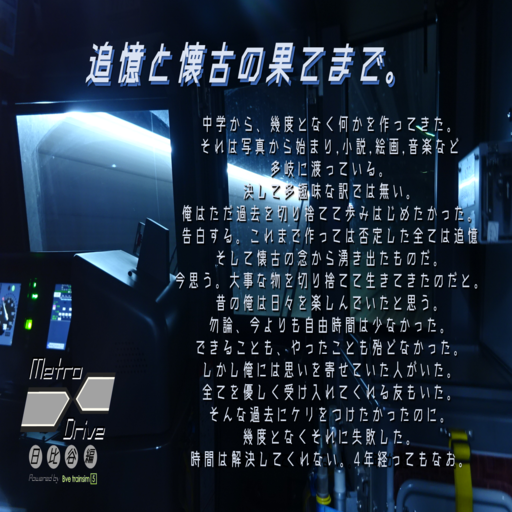 追憶と懐古の果てまで。
中学から、幾度となく何かを作ってきた。
それは写真から始まり,小説,絵画,音楽など
多岐に渡っている。
決して多趣味な訳では無い。
俺はただ過去を切り捨てて歩みはじめたかった。
告白する。これまで作っては否定した全ては追憶
そして懐古の念から湧き出たものだ。
今思う。大事な物を切り捨てて生きてきたのだと。
昔の俺は日々を楽しんでいたと思う。
勿論、今よりも自由時間は少なかった。
できることも、やったことも殆どなかった。
しかし俺には思いを寄せていた人がいた。
全てを優しく受け入れてくれる友もいた。
そんな過去にケリをつけたかったのに。
幾度となくそれに失敗した。
時間は解決してくれない。4年経ってもなお。
Metro
Drive
日比谷編
Powered by Bve trainsim 5